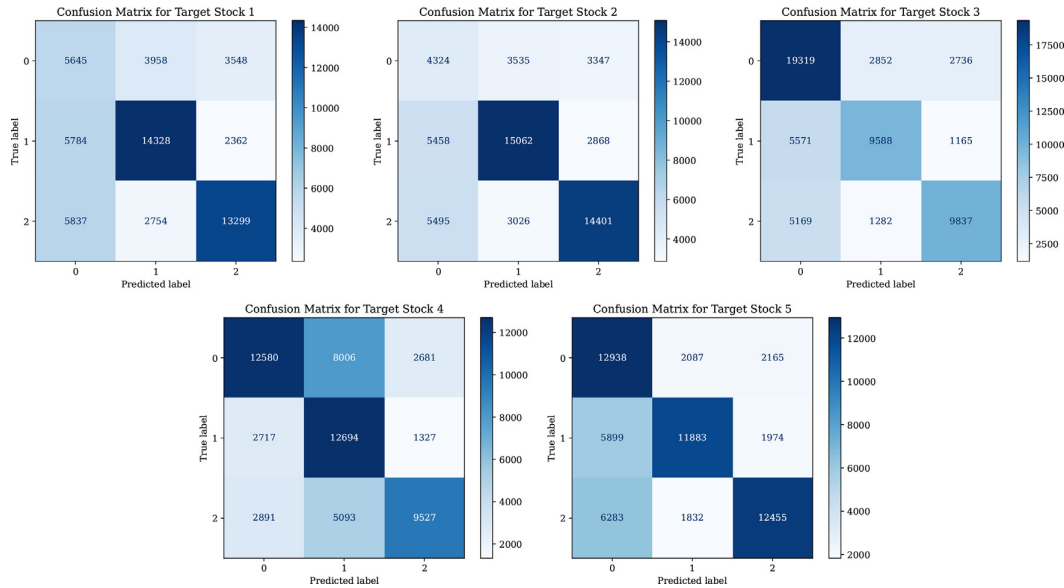 Confusion Matrix for Target Stock 1
0 5645 3958 3548
1 5784 14328 2362
2 5837 2754 13299
0 1 2
True label
Predicted label
14000
12000
10000
8000
6000
4000
Confusion Matrix for Target Stock 2
0 4324 3535 3347
1 5458 15062 2868
2 5495 3026 14401
0 1 2
True label
Predicted label
14000
12000
10000
8000
6000
4000
Confusion Matrix for Target Stock 3
0 19319 2852 2736
1 5571 9588 1165
2 5169 1282 9837
0 1 2
True label
Predicted label
17500
15000
12500
10000
7500
5000
2500
Confusion Matrix for Target Stock 4
0 12580 8006 2681
1 2717 12694 1327
2 2891 5093 9527
0 1 2
True label
Predicted label
12000
10000
8000
6000
4000
2000
Confusion Matrix for Target Stock 5
0 12938 2087 2165
1 5899 11883 1974
2 6283 1832 12455
0 1 2
True label
Predicted label
12000
10000
8000
6000
4000
2000